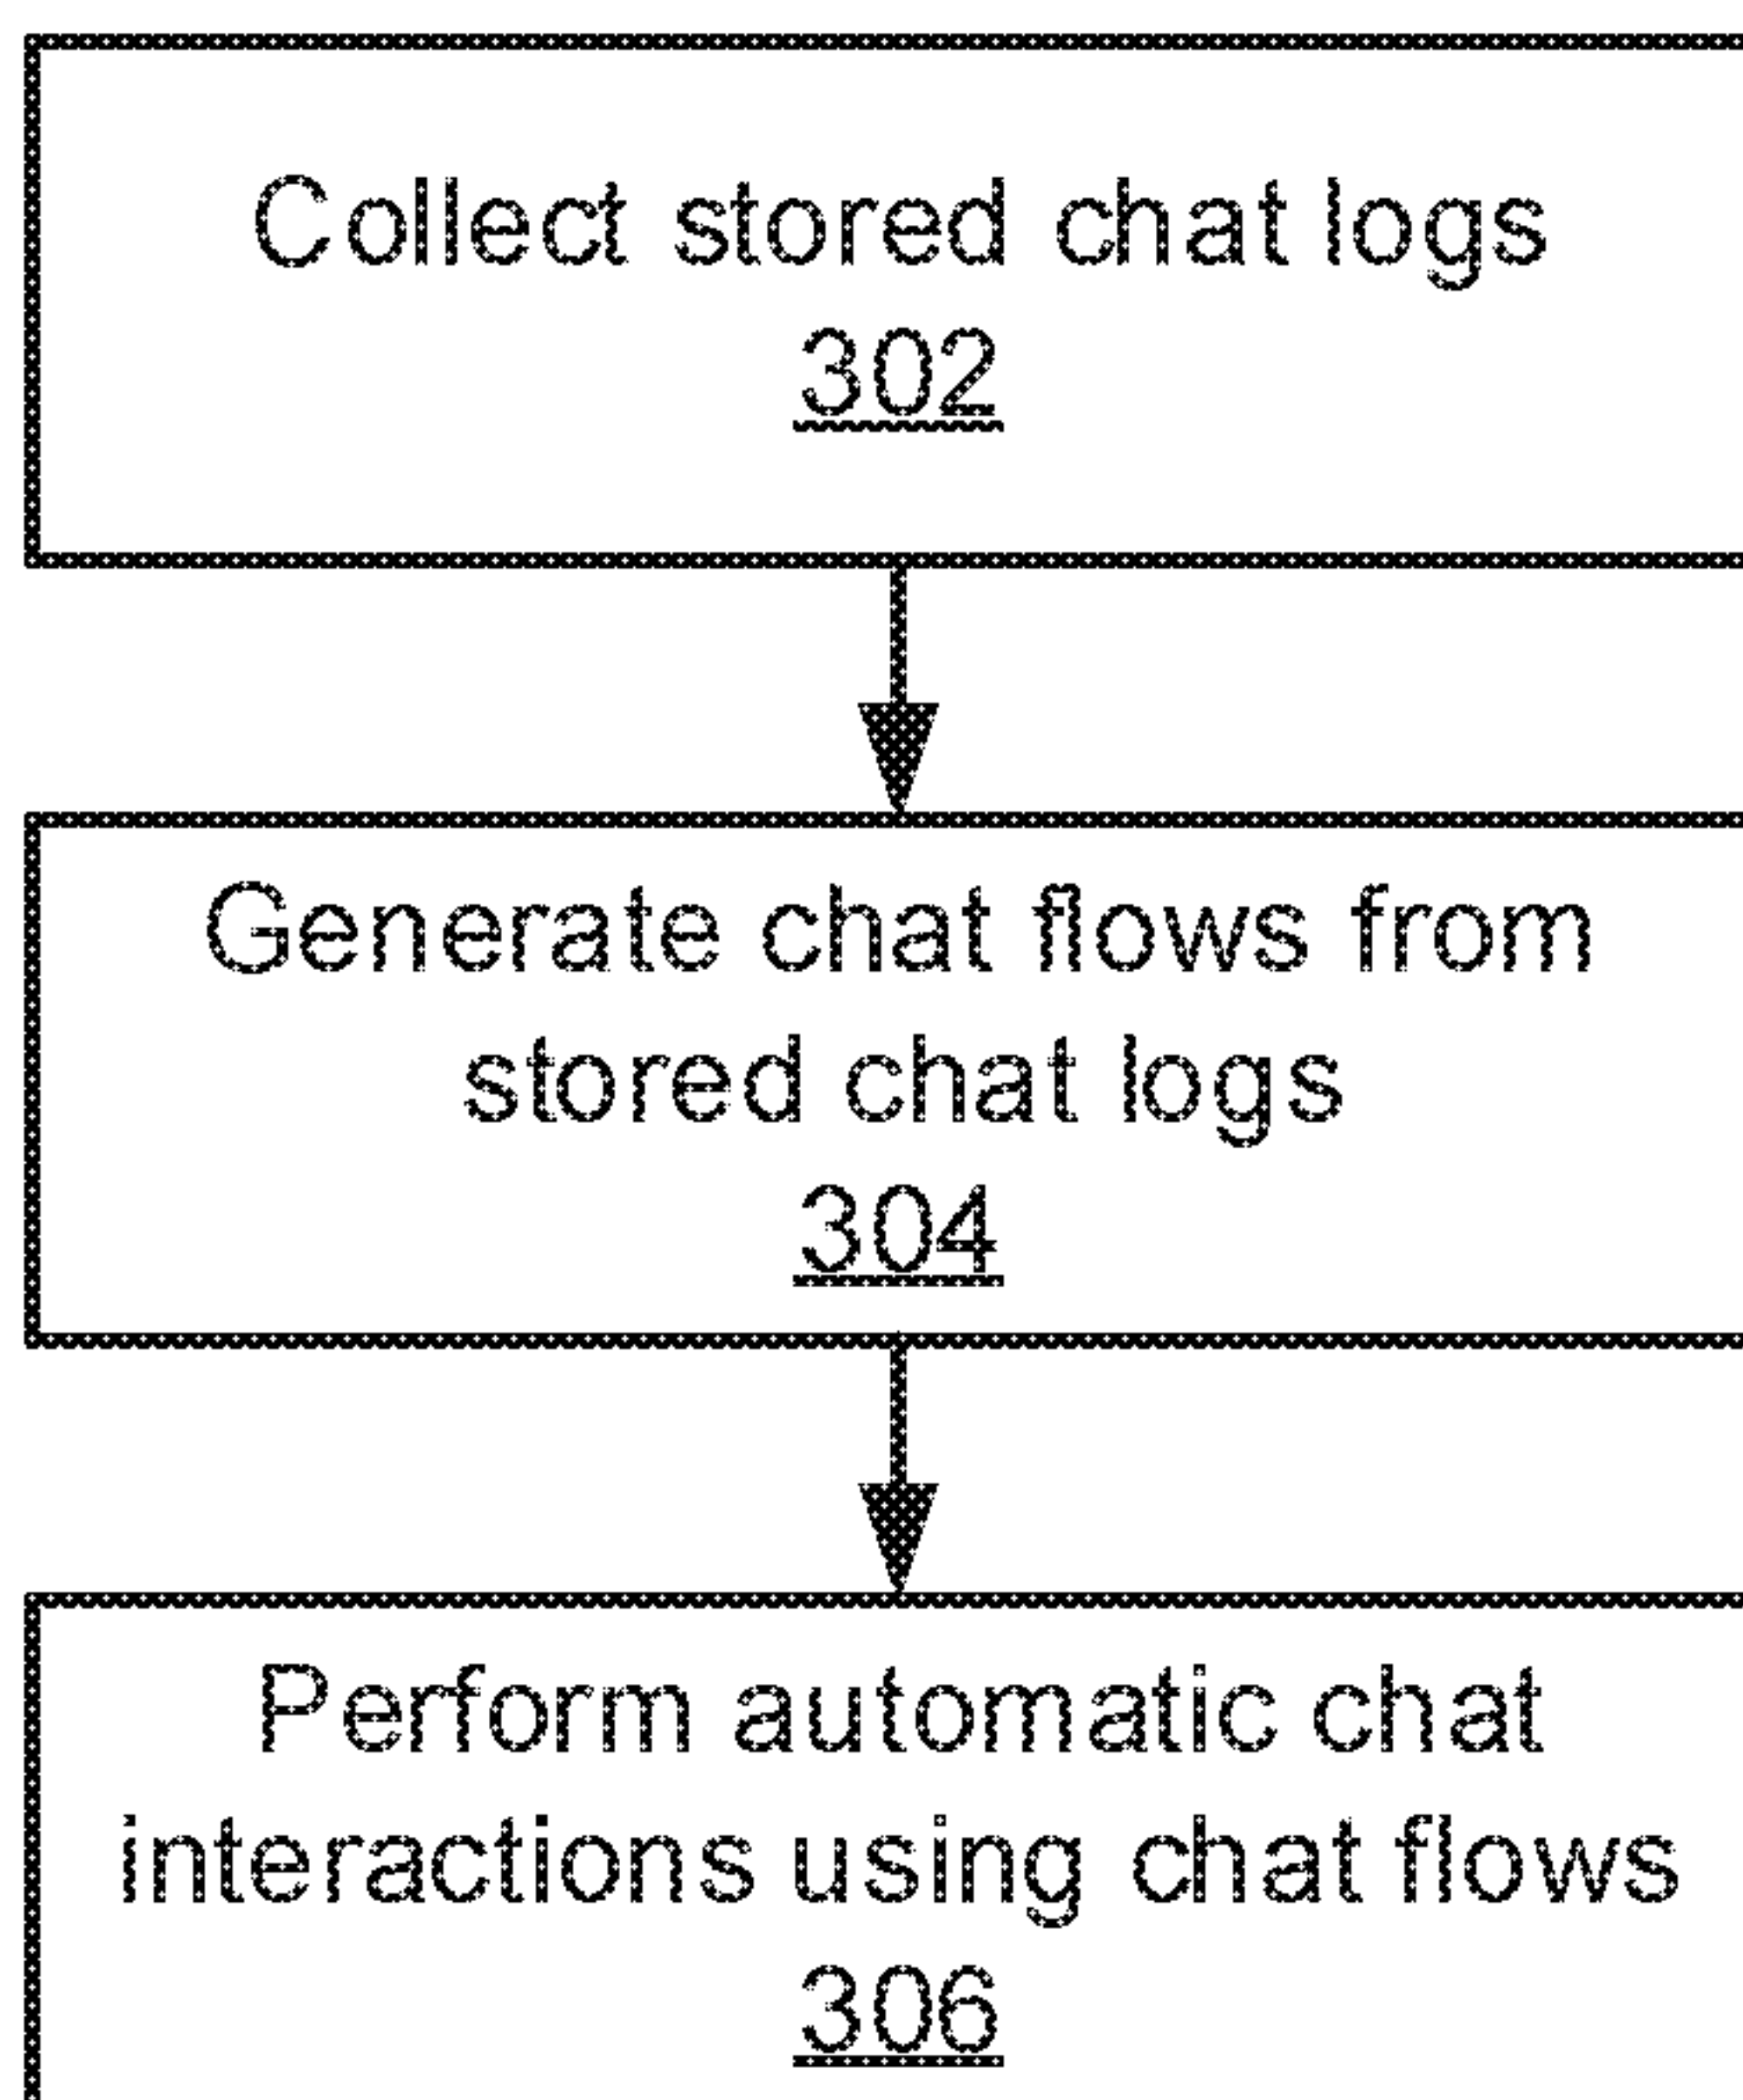 Collect stored chat logs
302
Generate chat flows from
stored chat logs
304
Perform automatic chat
interactions using chat flows
306